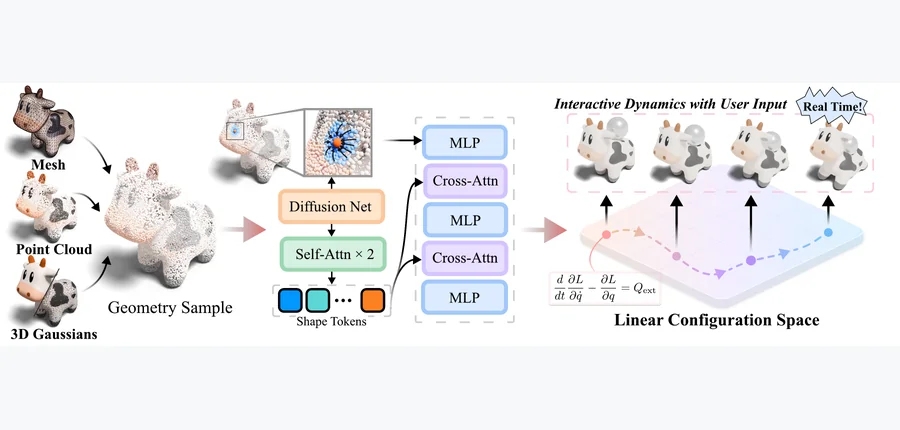 Mesh
Point Cloud
3D Gaussians
Geometry Sample
Diffusion Net
Self-Attn × 2
Shape Tokens
MLP
Cross-Attn
MLP
Cross-Attn
MLP
Interactive Dynamics with User Input
Real Time!
d/dt ∂L/∂q̇ − ∂L/∂q = Q_ext
Linear Configuration Space